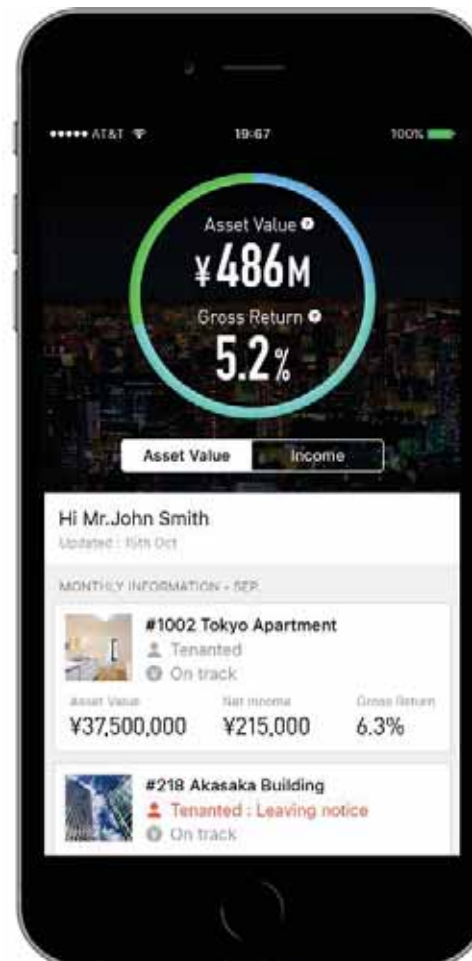 AT&T 19:67 100%
Asset Value
¥486M
Gross Return
5.2%
Asset Value Income
Hi Mr.John Smith
Updated : 15th Oct
MONTHLY INFORMATION - SEP.
#1002 Tokyo Apartment
Tenanted
On track
Asset Value Net Income Gross Return
¥37,500,000 ¥215,000 6.3%
#218 Akasaka Building
Tenanted : Leaving notice
On track